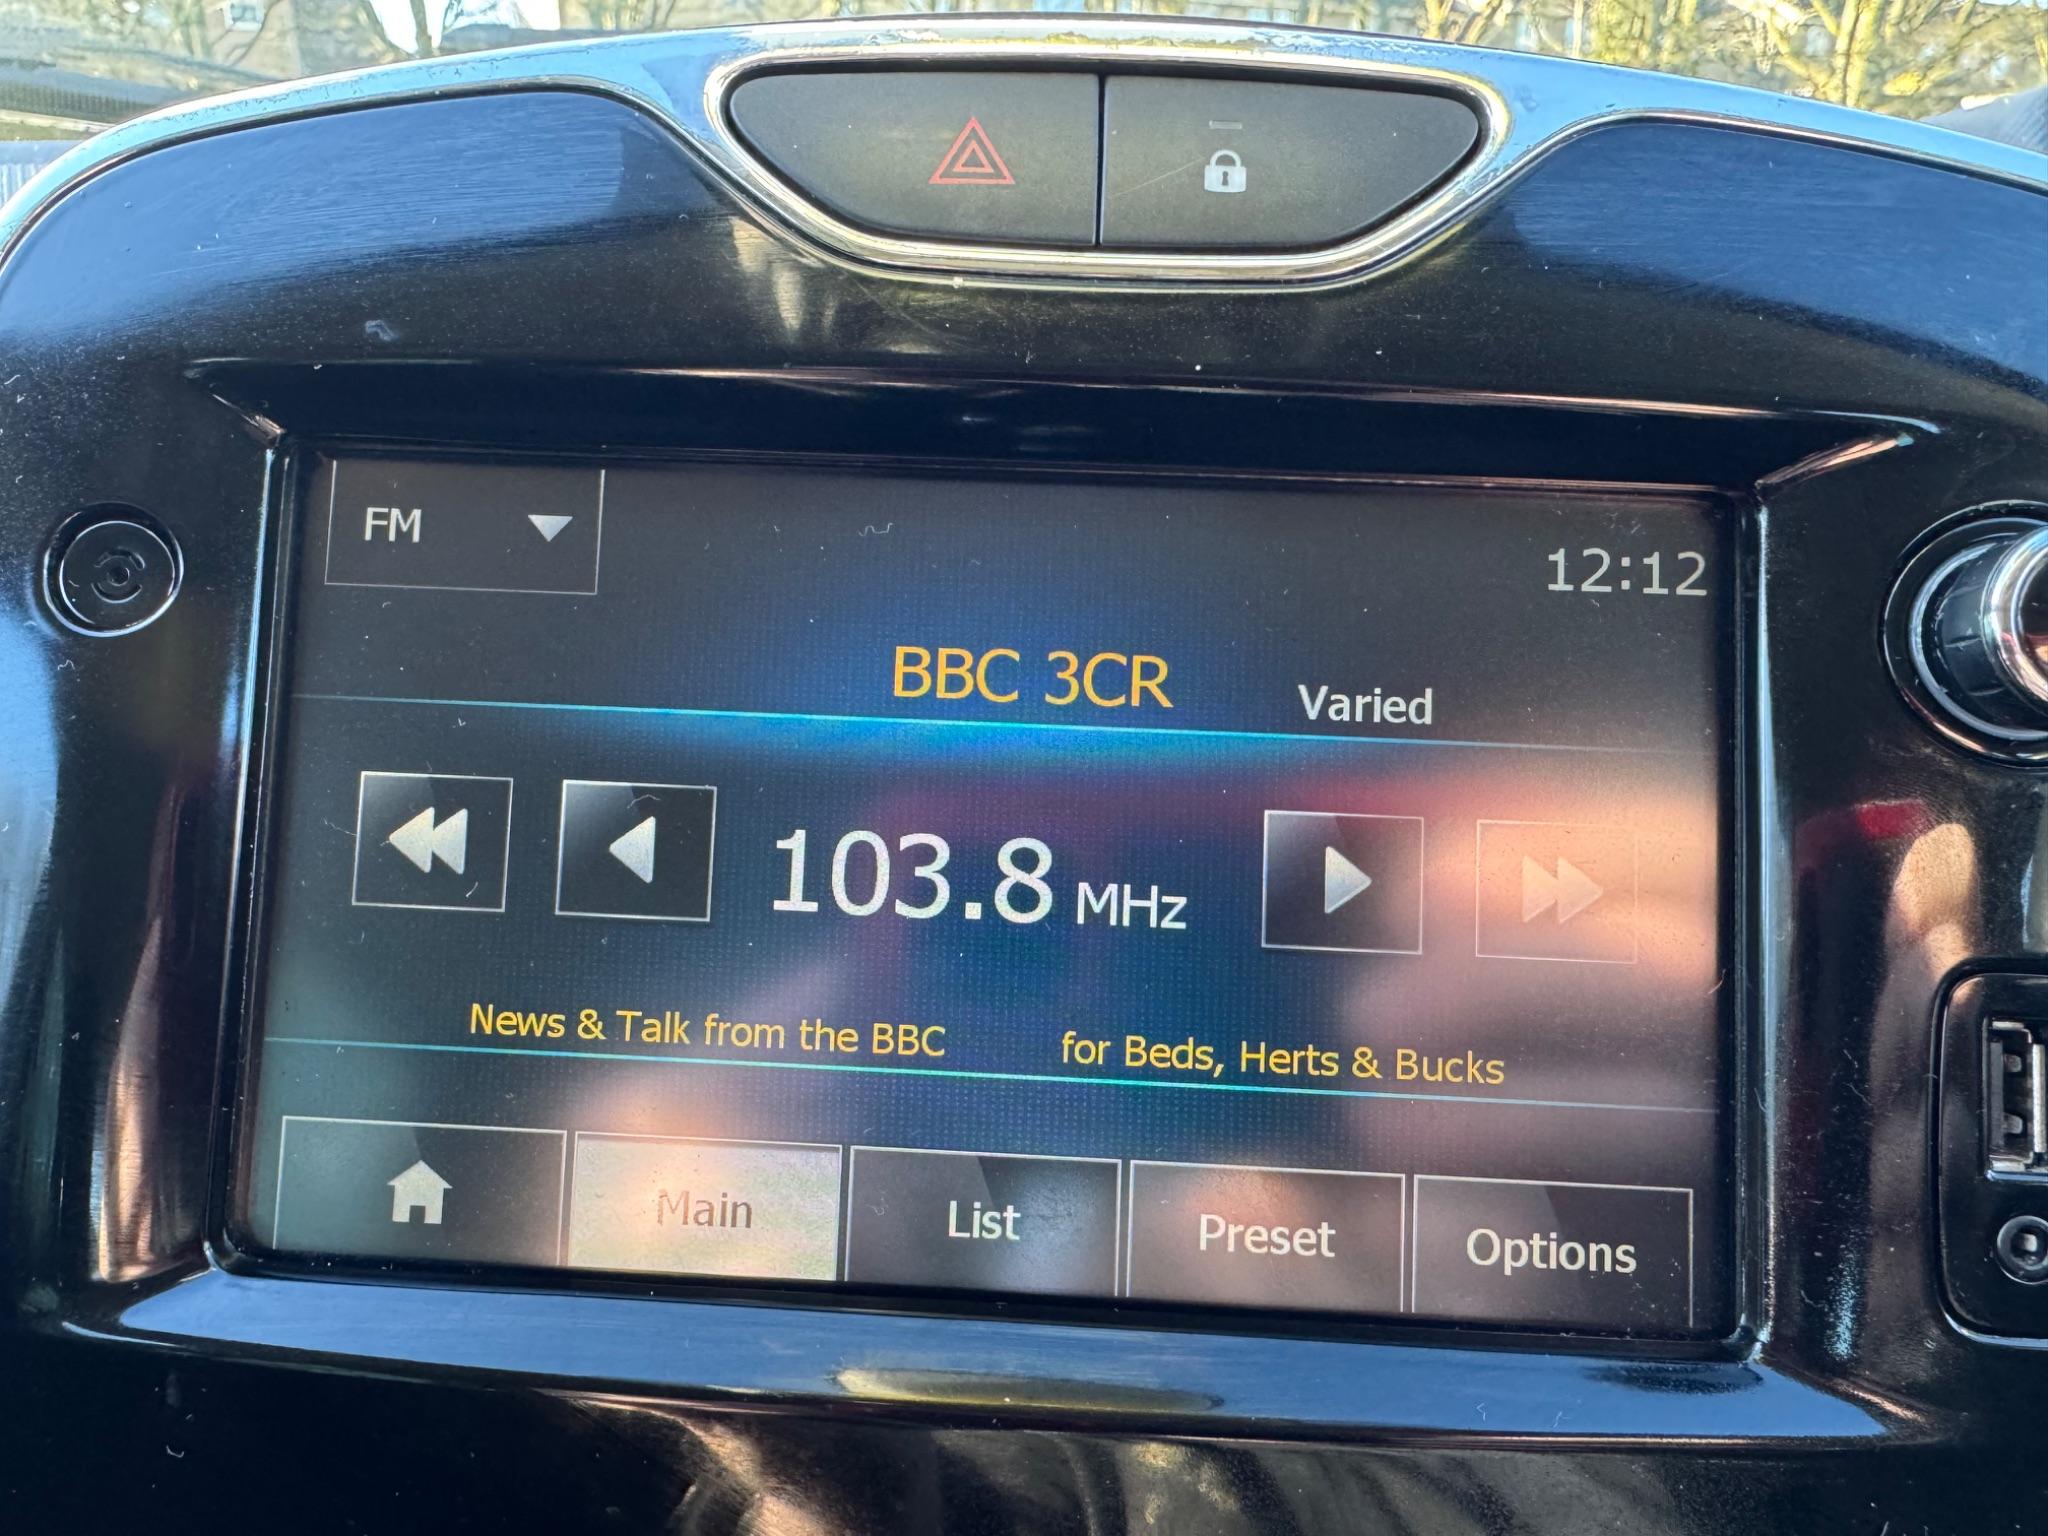 FM
12:12
BBC 3CR Varied
103.8 MHz
News & Talk from the BBC for Beds, Herts & Bucks
Main List Preset Options